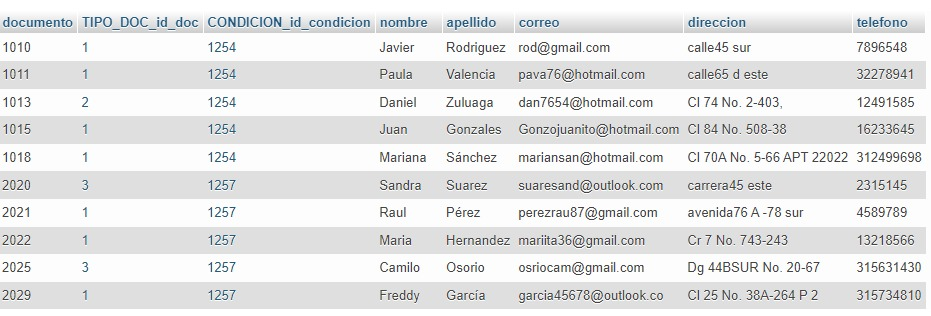 documento TIPO_DOC_id_doc CONDICION_id_condicion nombre apellido correo direccion telefono
1010 1 1254 Javier Rodriguez rod@gmail.com calle45 sur 7896548
1011 1 1254 Paula Valencia pava76@hotmail.com calle65 d este 32278941
1013 2 1254 Daniel Zuluaga dan7654@hotmail.com Cl 74 No. 2-403, 12491585
1015 1 1254 Juan Gonzales Gonzojuanito@hotmail.com Cl 84 No. 508-38 16233645
1018 1 1254 Mariana Sánchez mariansan@hotmail.com Cl 70A No. 5-66 APT 22022 312499698
2020 3 1257 Sandra Suarez suaresand@outlook.com carrera45 este 2315145
2021 1 1257 Raul Pérez perezrau87@gmail.com avenida76 A -78 sur 4589789
2022 1 1257 Maria Hernandez mariita36@gmail.com Cr 7 No. 743-243 13218566
2025 3 1257 Camilo Osorio osriocam@gmail.com Dg 44BSUR No. 20-67 315631430
2029 1 1257 Freddy García garcia45678@outlook.co Cl 25 No. 38A-264 P 2 315734810